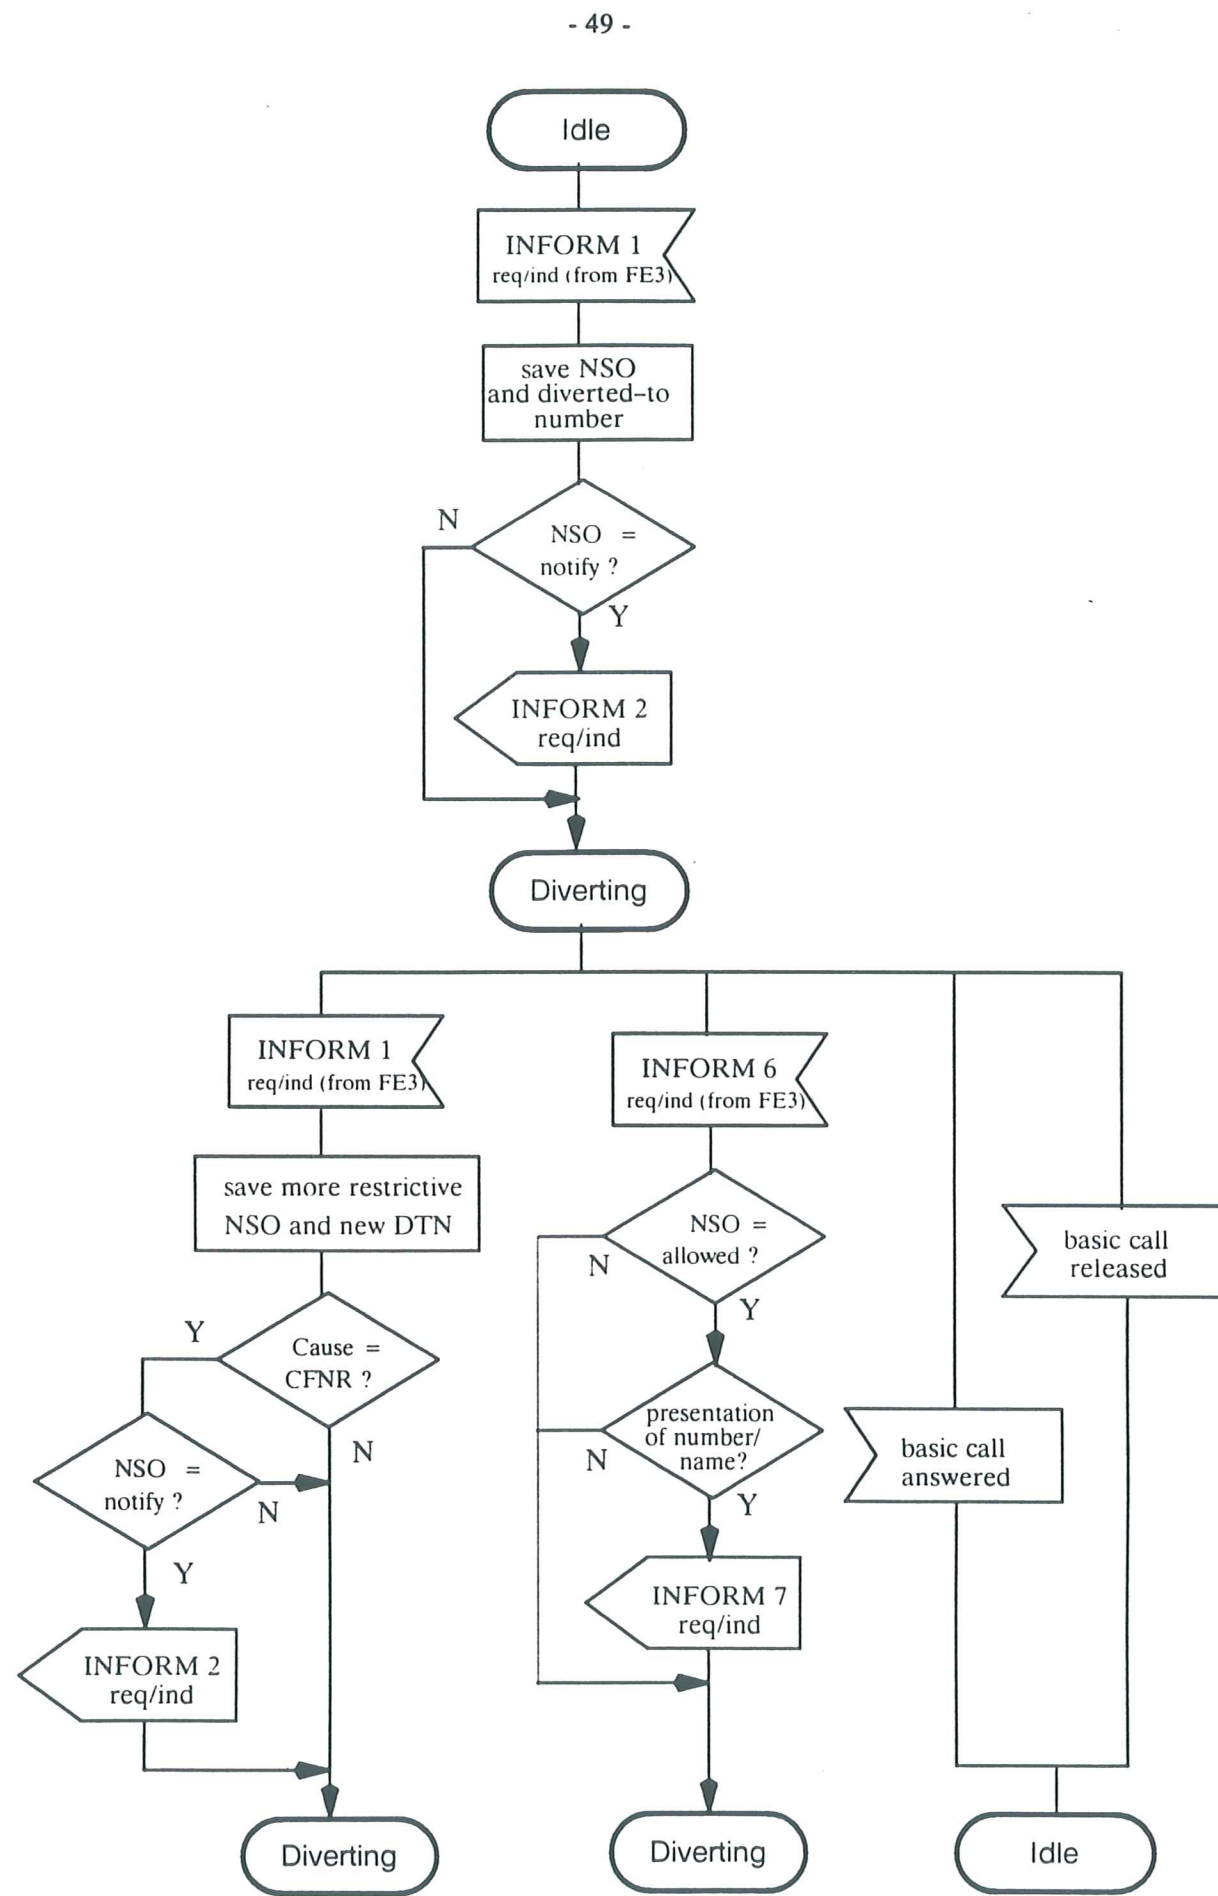 - 49 -
Idle
INFORM 1
req/ind (from FE3)
save NSO
and diverted–to
number
N
NSO =
notify ?
Y
INFORM 2
req/ind
Diverting
INFORM 1
req/ind (from FE3)
save more restrictive
NSO and new DTN
Y
Cause =
CFNR ?
N
NSO =
notify ?
N
Y
INFORM 2
req/ind
Diverting
INFORM 6
req/ind (from FE3)
NSO =
allowed ?
N
Y
presentation
of number/
name?
N
Y
INFORM 7
req/ind
Diverting
basic call
answered
basic call
released
Idle